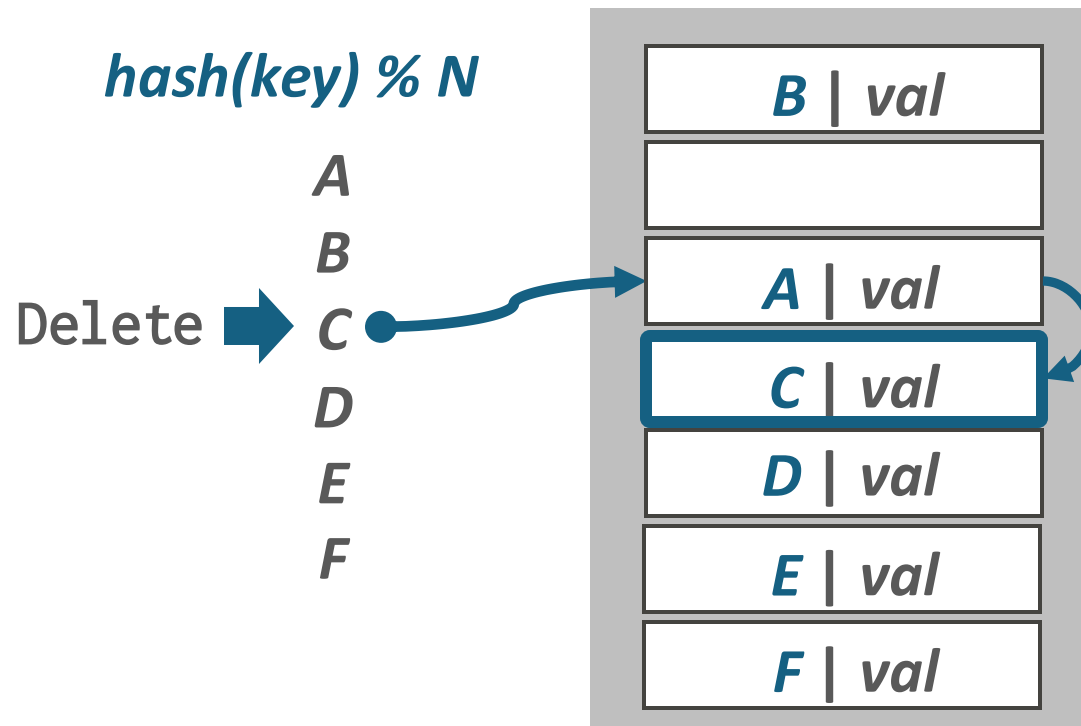 hash(key) % N
A
B
Delete C
D
E
F
B | val
A | val
C | val
D | val
E | val
F | val